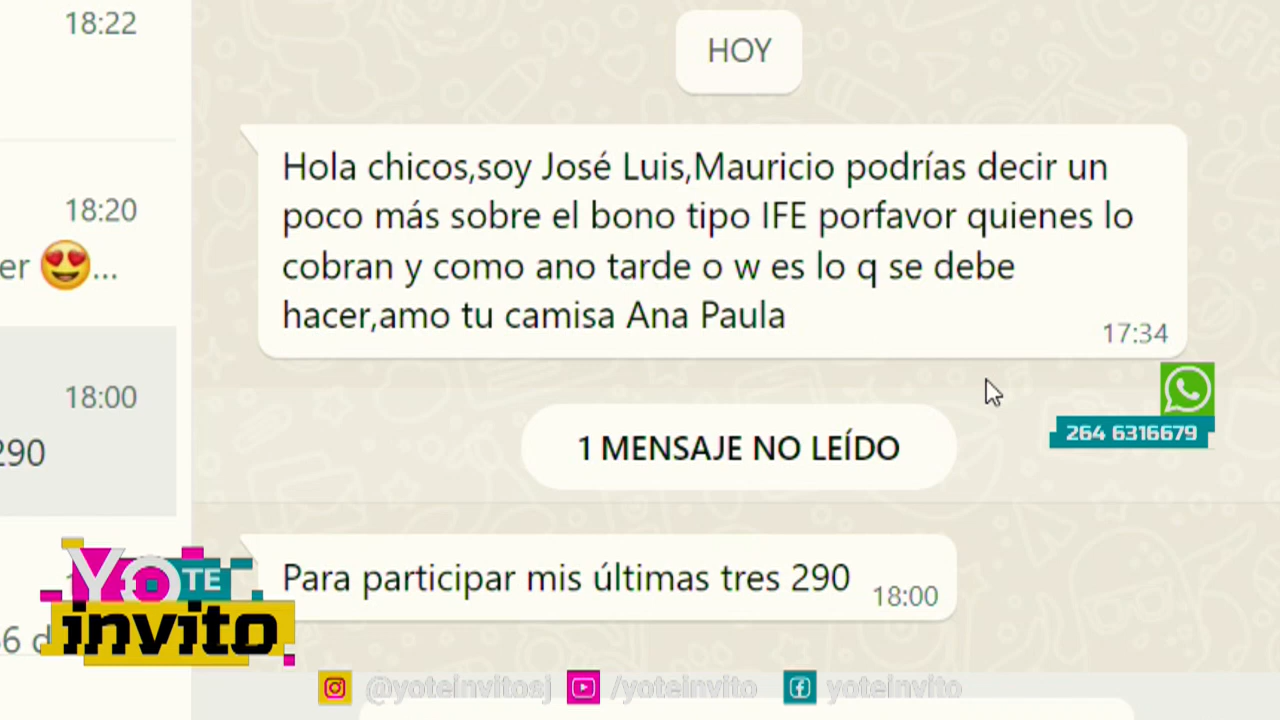 18:22
HOY
18:20
er 😍...
Hola chicos,soy José Luis,Mauricio podrías decir un
poco más sobre el bono tipo IFE porfavor quienes lo
cobran y como ano tarde o w es lo q se debe
hacer,amo tu camisa Ana Paula
17:34
18:00
290
264 6316679
1 MENSAJE NO LEÍDO
Para participar mis últimas tres 290
18:00
YO TE
invito
6 d
@yoteinvitosj
/yoteinvito
yoteinvito